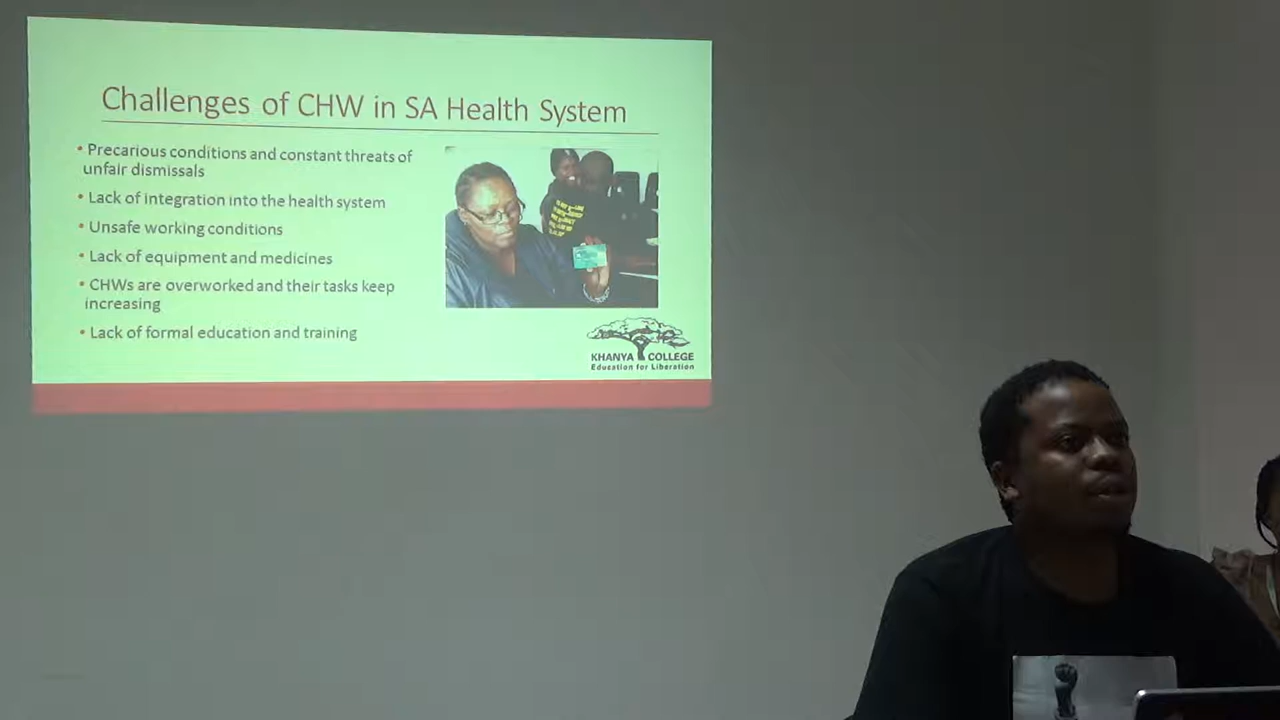 Challenges of CHW in SA Health System
• Precarious conditions and constant threats of
unfair dismissals
• Lack of integration into the health system
• Unsafe working conditions
• Lack of equipment and medicines
• CHWs are overworked and their tasks keep
increasing
• Lack of formal education and training
KHANYA COLLEGE
Education for Liberation